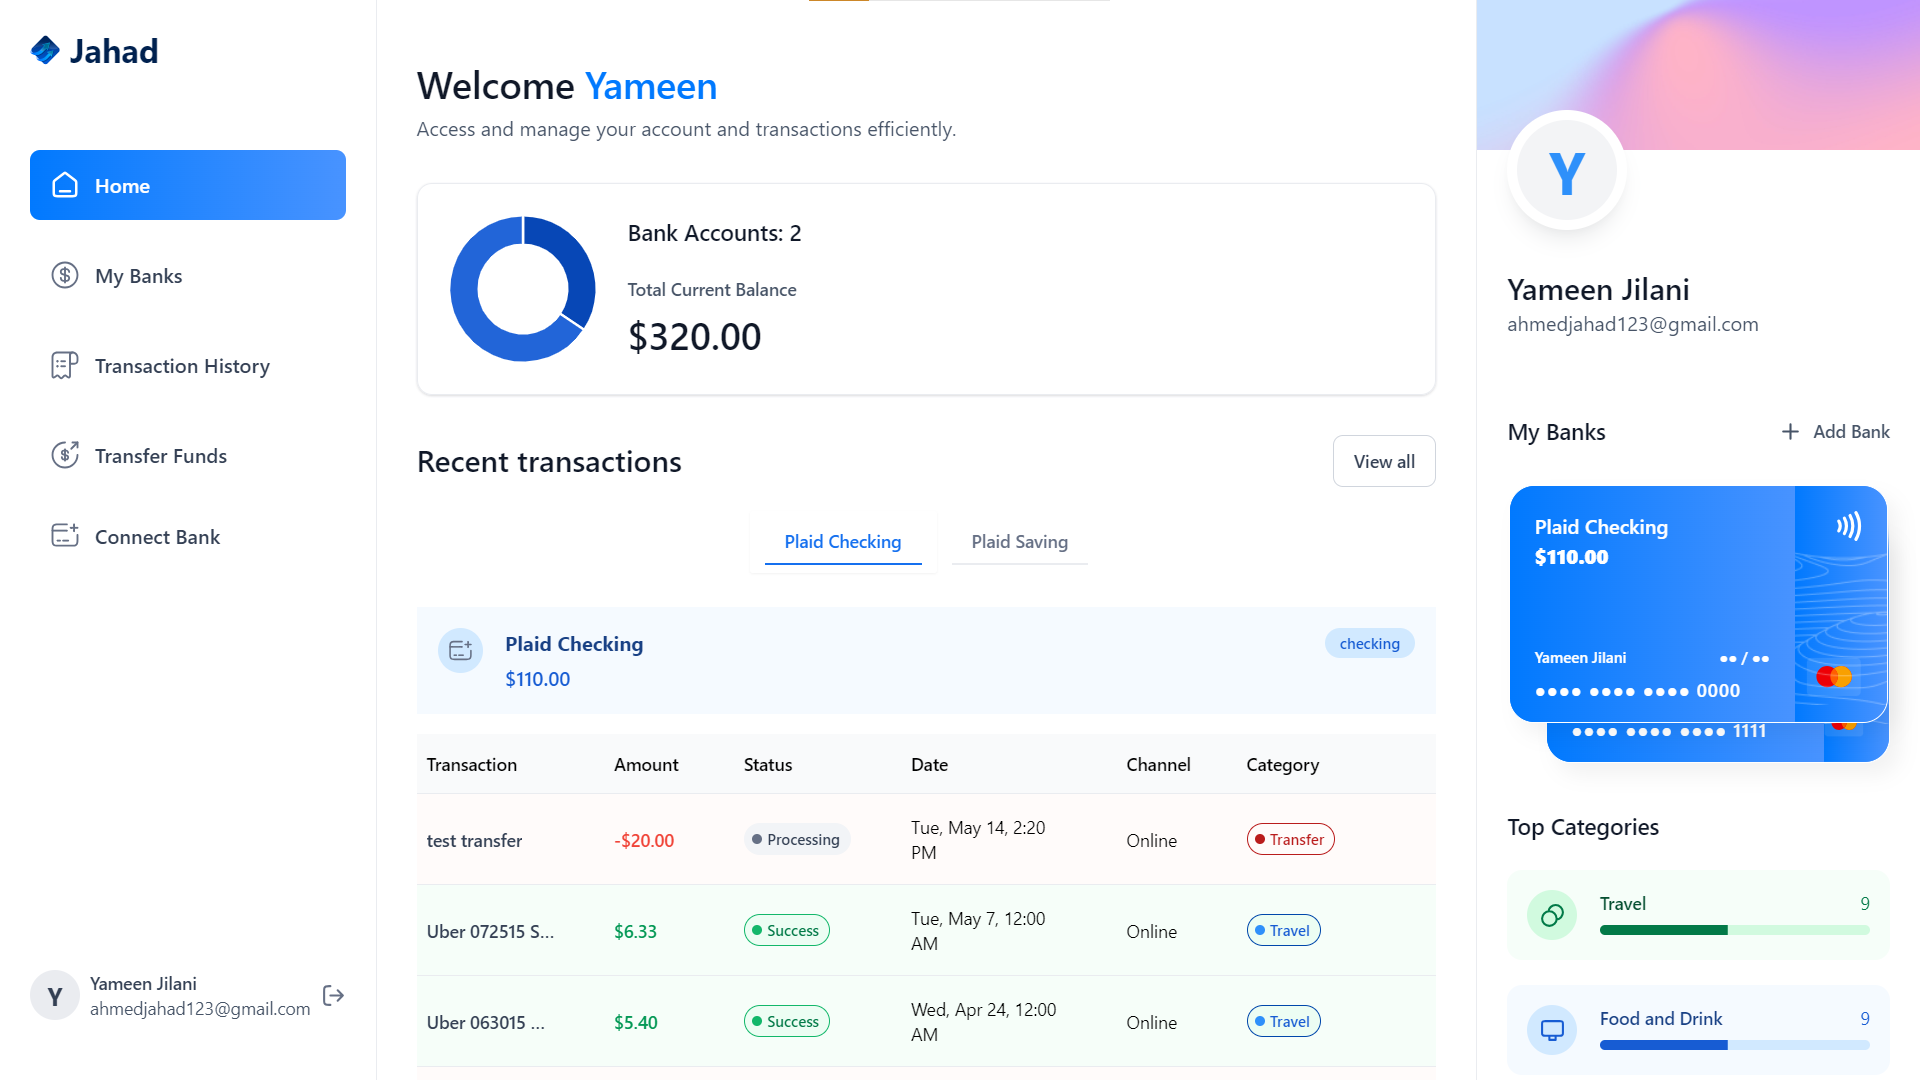 Jahad
Home
My Banks
Transaction History
Transfer Funds
Connect Bank
Y
Yameen Jilani
ahmedjahad123@gmail.com
Welcome Yameen
Access and manage your account and transactions efficiently.
Bank Accounts: 2
Total Current Balance
$320.00
Recent transactions
View all
Plaid Checking
Plaid Saving
Plaid Checking
checking
$110.00
Transaction Amount Status Date Channel Category
test transfer -$20.00 Processing Tue, May 14, 2:20 PM Online Transfer
Uber 072515 S... $6.33 Success Tue, May 7, 12:00 AM Online Travel
Uber 063015 ... $5.40 Success Wed, Apr 24, 12:00 AM Online Travel
Y
Yameen Jilani
ahmedjahad123@gmail.com
My Banks
+ Add Bank
Plaid Checking
$110.00
Yameen Jilani ●● / ●●
●●●● ●●●● ●●●● 0000
●●●● ●●●● ●●●● 1111
Top Categories
Travel 9
Food and Drink 9